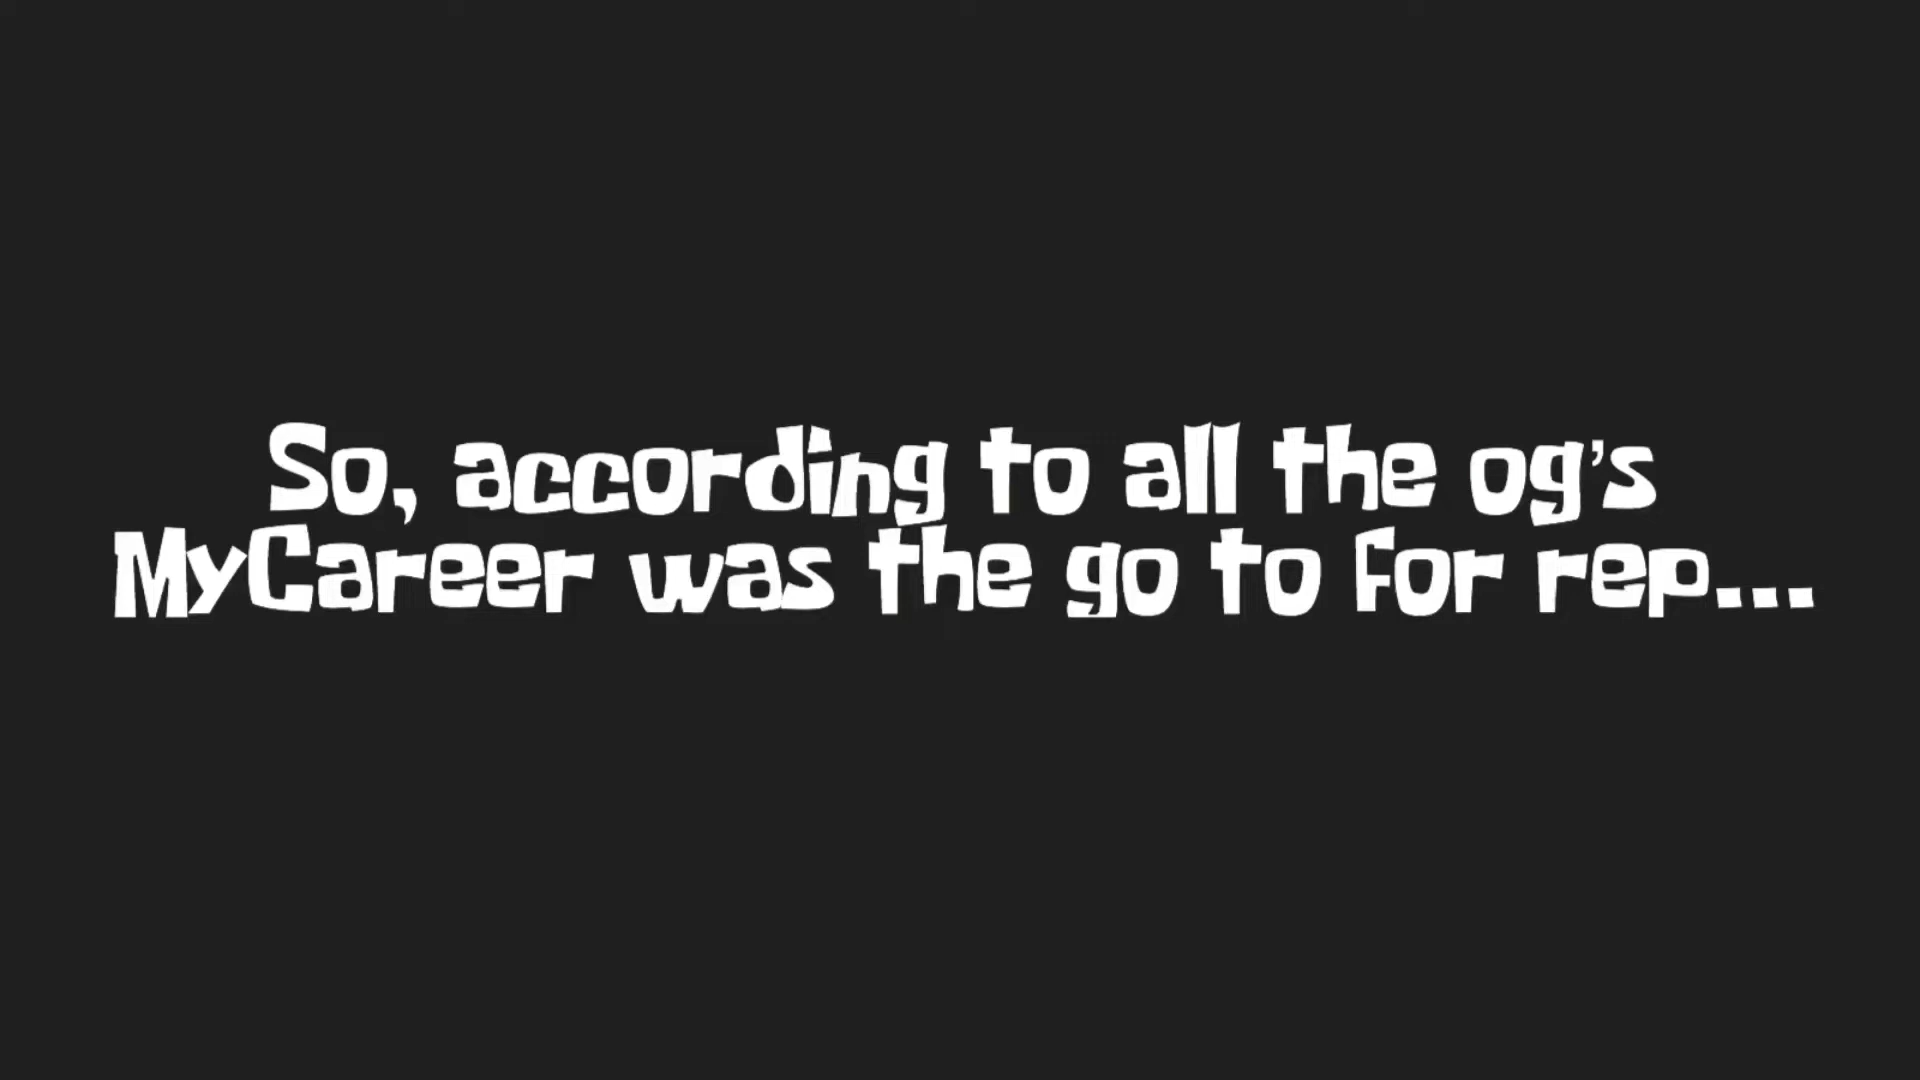 So, according to all the og's
MyCareer was the go to for rep...